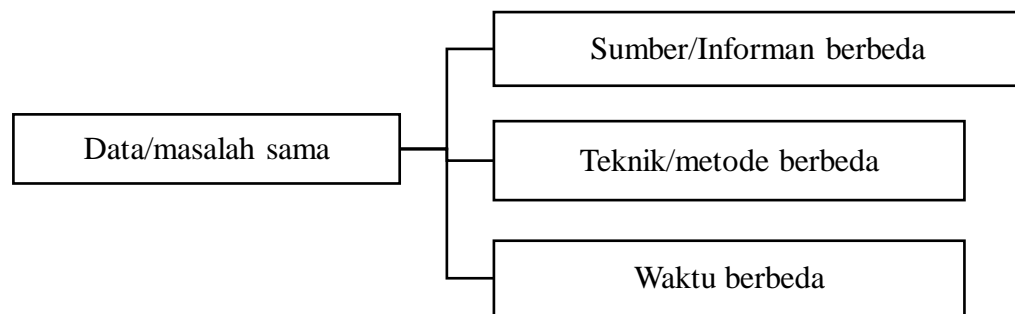 Sumber/Informan berbeda
Data/masalah sama
Teknik/metode berbeda
Waktu berbeda